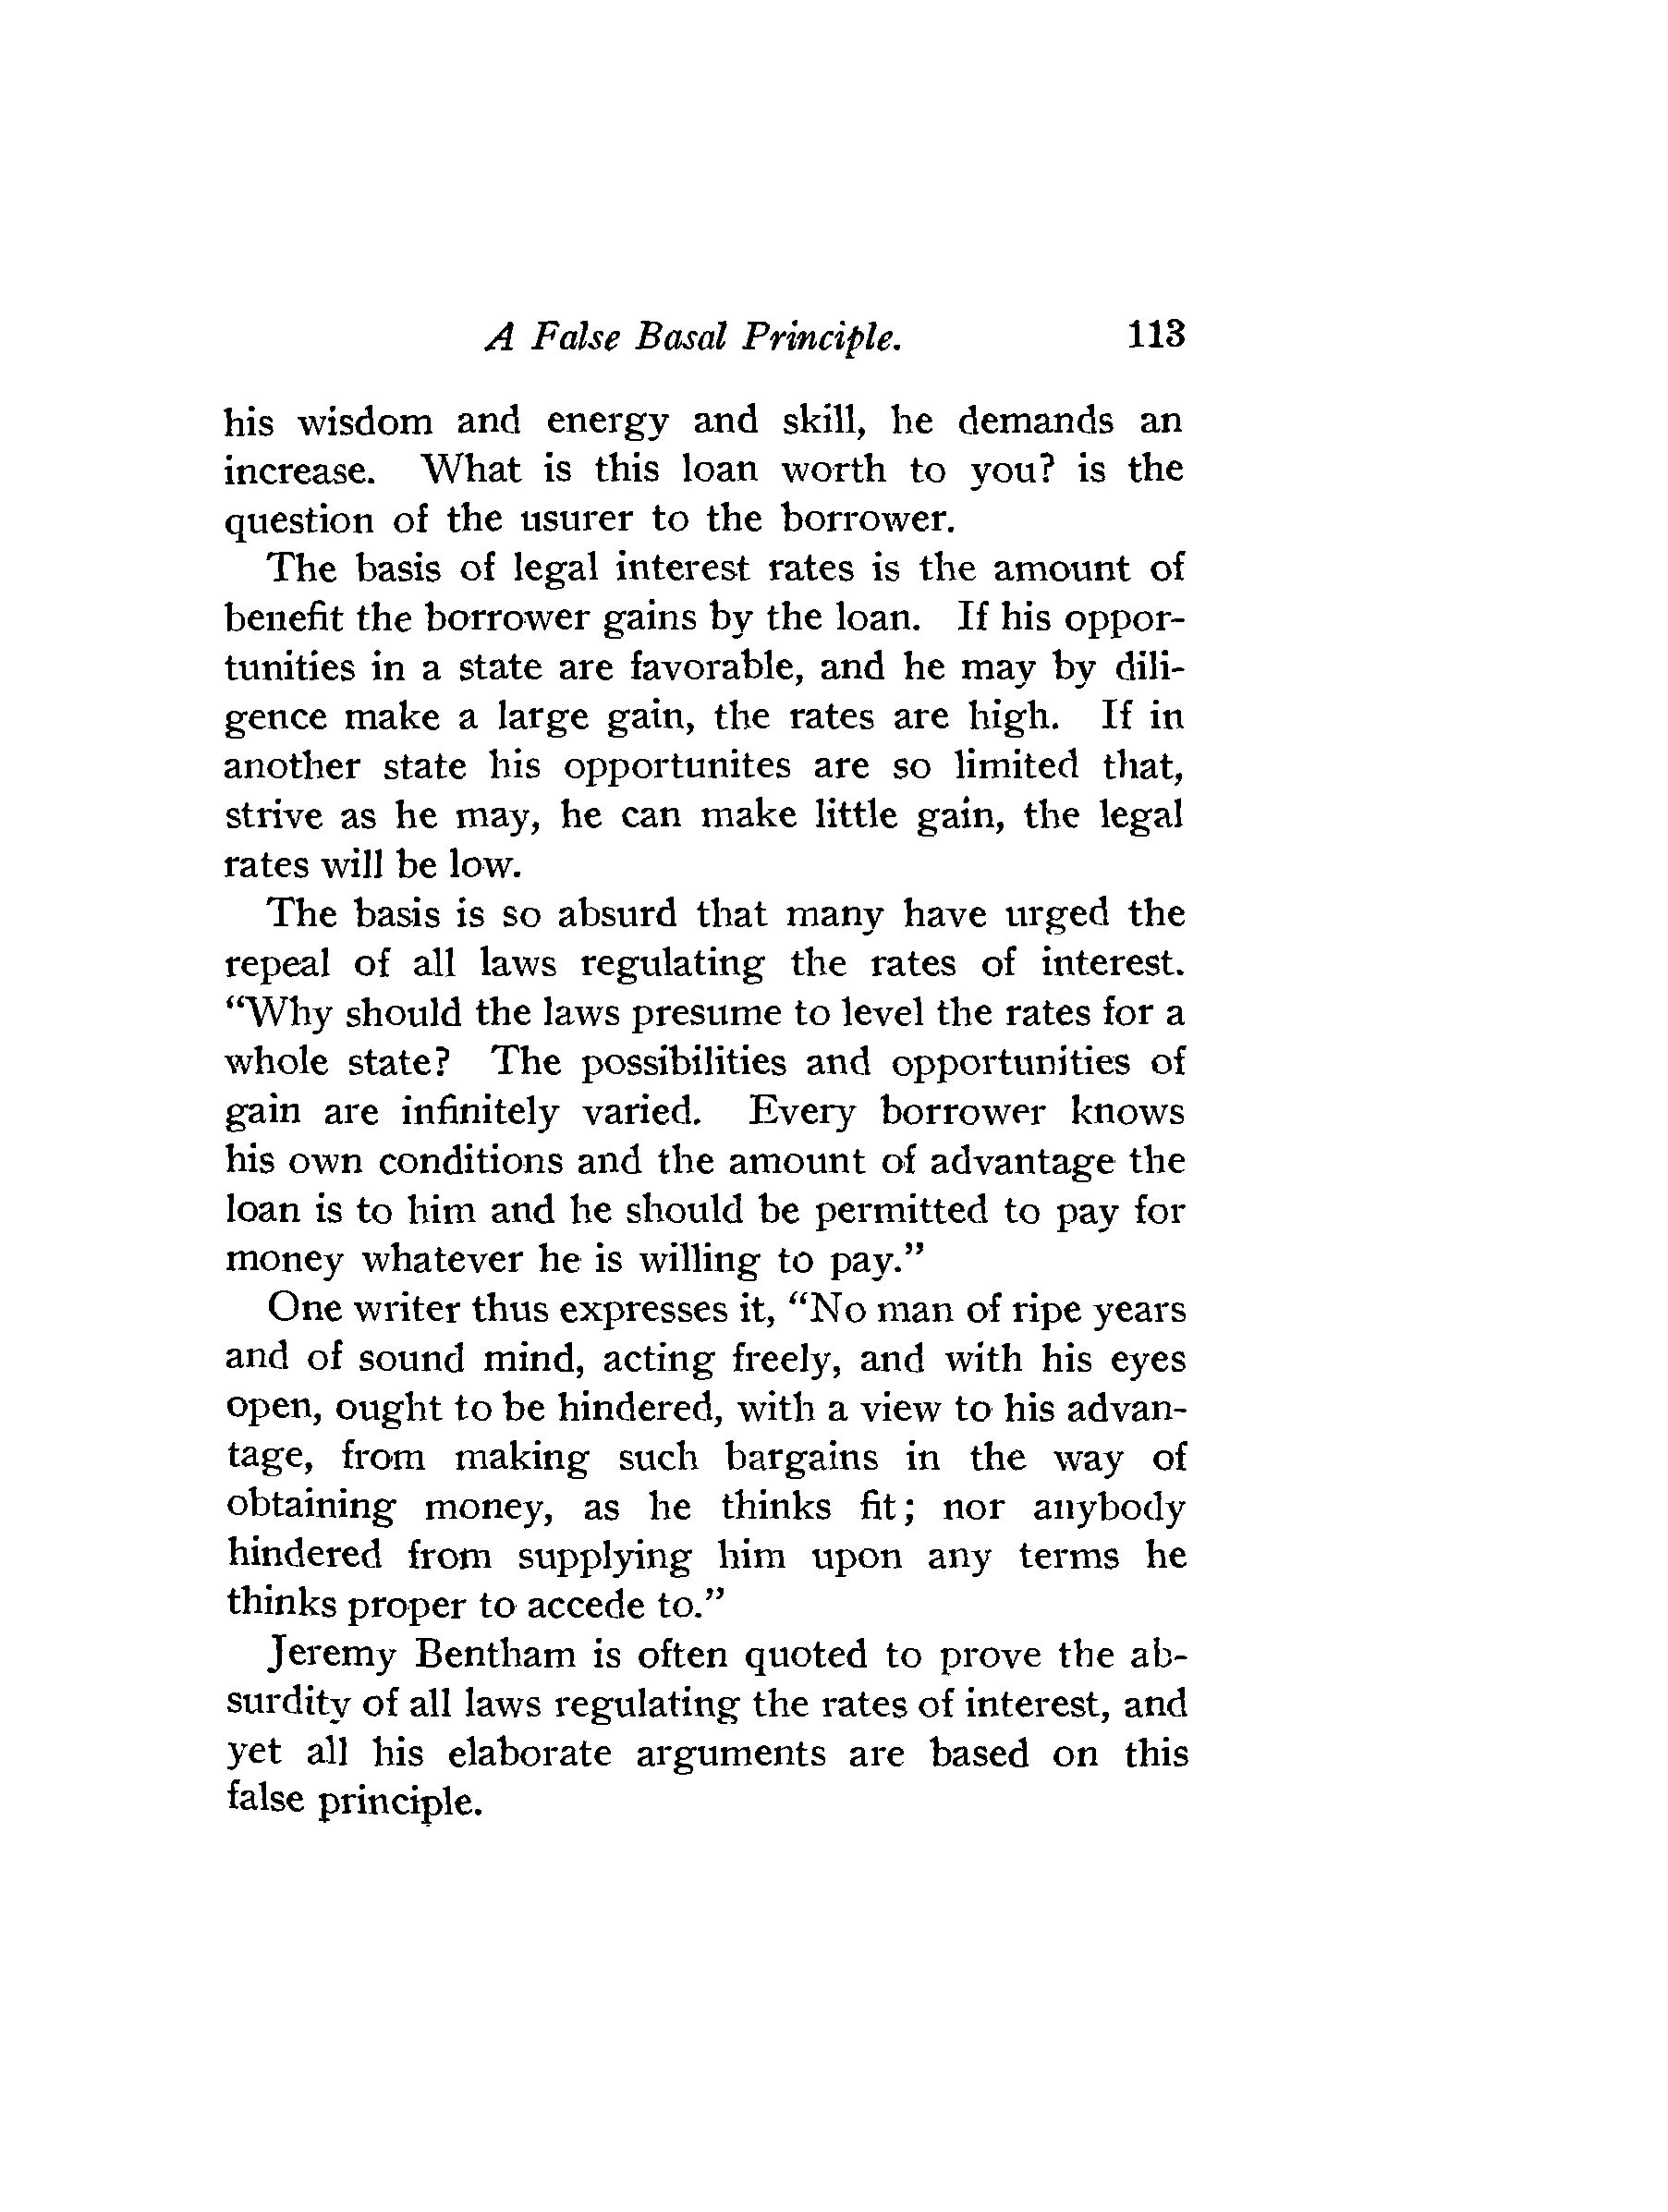 A False Basal Principle. 113
his wisdom and energy and skill, he demands an
increase. What is this loan worth to you? is the
question of the usurer to the borrower.
The basis of legal interest rates is the amount of
benefit the borrower gains by the loan. If his oppor-
tunities in a state are favorable, and he may by dili-
gence make a large gain, the rates are high. If in
another state his opportunites are so limited that,
strive as he may, he can make little gain, the legal
rates will be low.
The basis is so absurd that many have urged the
repeal of all laws regulating the rates of interest.
“Why should the laws presume to level the rates for a
whole state? The possibilities and opportunities of
gain are infinitely varied. Every borrower knows
his own conditions and the amount of advantage the
loan is to him and he should be permitted to pay for
money whatever he is willing to pay.”
One writer thus expresses it, “No man of ripe years
and of sound mind, acting freely, and with his eyes
open, ought to be hindered, with a view to his advan-
tage, from making such bargains in the way of
obtaining money, as he thinks fit; nor anybody
hindered from supplying him upon any terms he
thinks proper to accede to.”
Jeremy Bentham is often quoted to prove the ab-
surdity of all laws regulating the rates of interest, and
yet all his elaborate arguments are based on this
false principle.